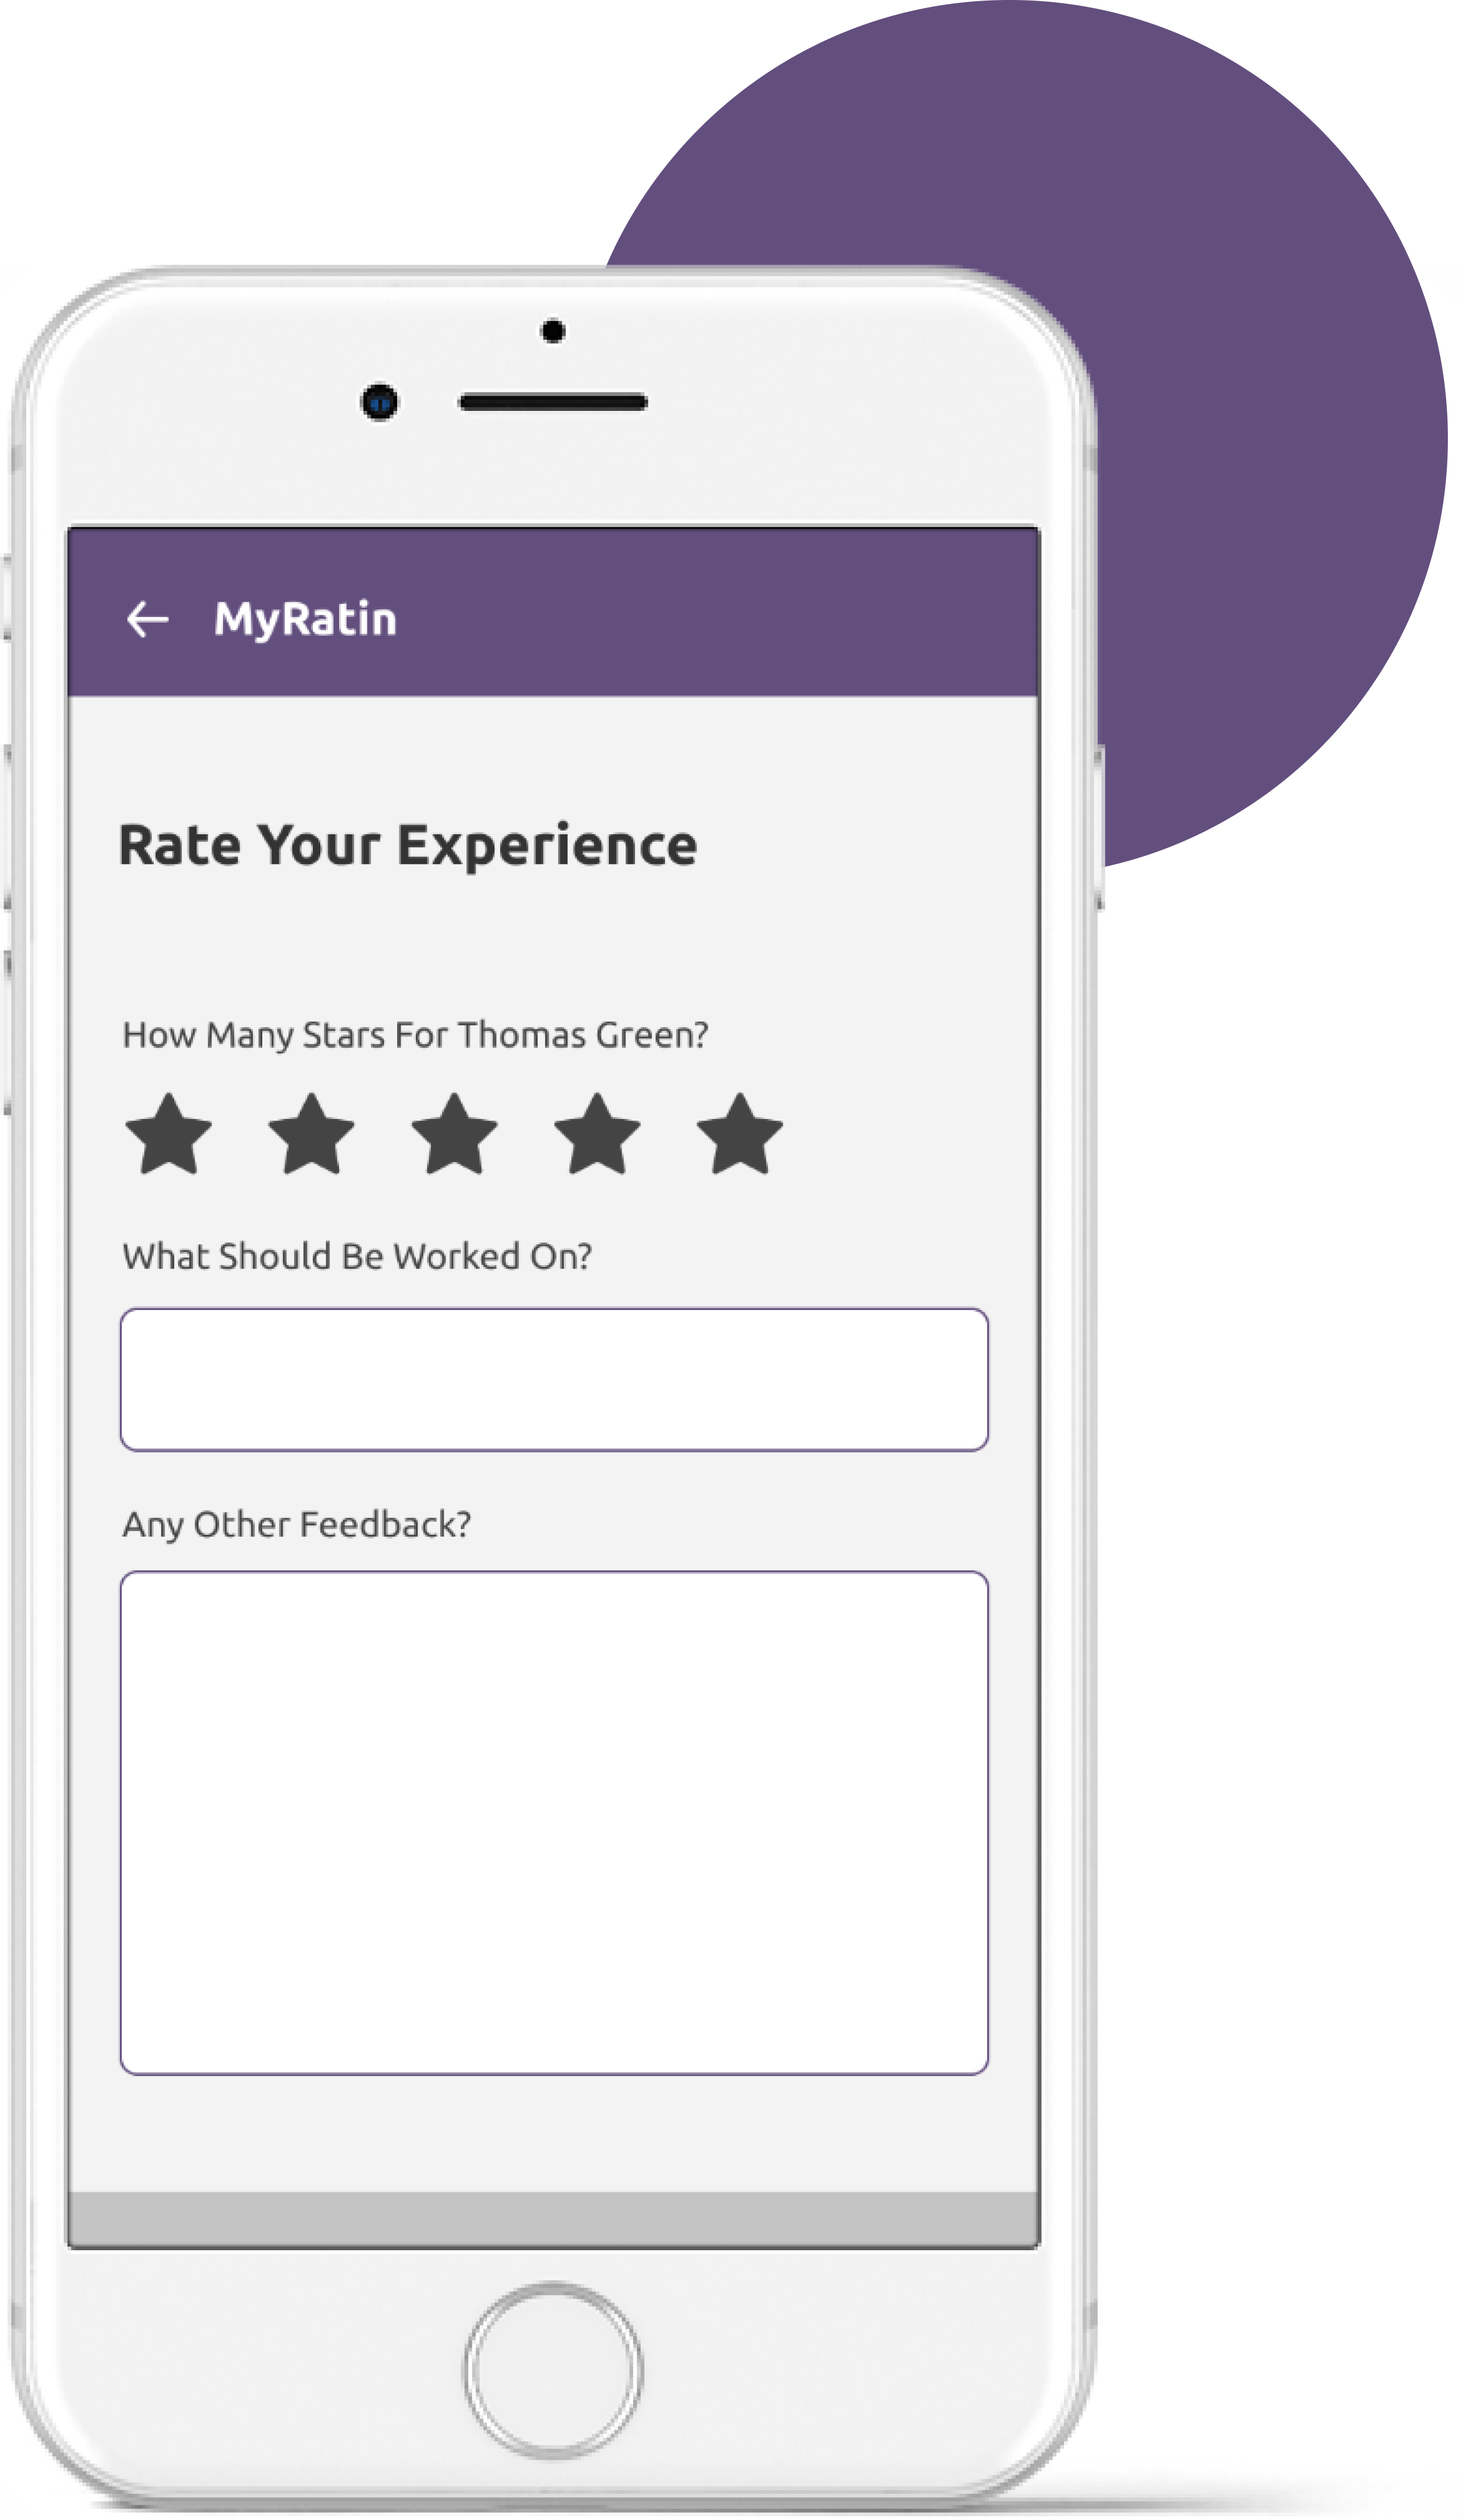 MyRatin
Rate Your Experience
How Many Stars For Thomas Green?
What Should Be Worked On?
Any Other Feedback?